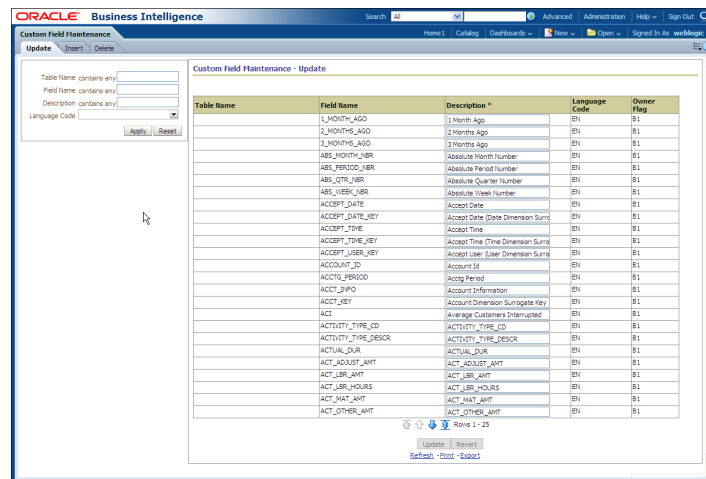 ORACLE Business Intelligence
Search All Advanced Administration Help Sign Out
Custom Field Maintenance
Home1 Catalog Dashboards New Open Signed In As weblogic
Update Insert Delete
Table Name contains any
Field Name contains any
Description contains any
Language Code
Apply Reset
Custom Field Maintenance - Update
Table Name Field Name Description * Language Code Owner Flag
1_MONTH_AGO 1 Month Ago EN B1
2_MONTHS_AGO 2 Months Ago EN B1
3_MONTHS_AGO 3 Months Ago EN B1
ABS_MONTH_NBR Absolute Month Number EN B1
ABS_PERIOD_NBR Absolute Period Number EN B1
ABS_QTR_NBR Absolute Quarter Number EN B1
ABS_WEEK_NBR Absolute Week Number EN B1
ACCEPT_DATE Accept Date EN B1
ACCEPT_DATE_KEY Accept Date (Date Dimension Surro EN B1
ACCEPT_TIME Accept Time EN B1
ACCEPT_TIME_KEY Accept Time (Time Dimension Surro EN B1
ACCEPT_USER_KEY Accept User (User Dimension Surro EN B1
ACCOUNT_ID Account Id EN B1
ACCTG_PERIOD Acctg Period EN B1
ACCT_INFO Account Information EN B1
ACCT_KEY Account Dimension Surrogate Key EN B1
ACI Average Customers Interrupted EN B1
ACTIVITY_TYPE_CD ACTIVITY_TYPE_CD EN B1
ACTIVITY_TYPE_DESCR ACTIVITY_TYPE_DESCR EN B1
ACTUAL_DUR ACTUAL_DUR EN B1
ACT_ADJUST_AMT ACT_ADJUST_AMT EN B1
ACT_LBR_AMT ACT_LBR_AMT EN B1
ACT_LBR_HOURS ACT_LBR_HOURS EN B1
ACT_MAT_AMT ACT_MAT_AMT EN B1
ACT_OTHER_AMT ACT_OTHER_AMT EN B1
Rows 1 - 25
Update Revert
Refresh - Print - Export